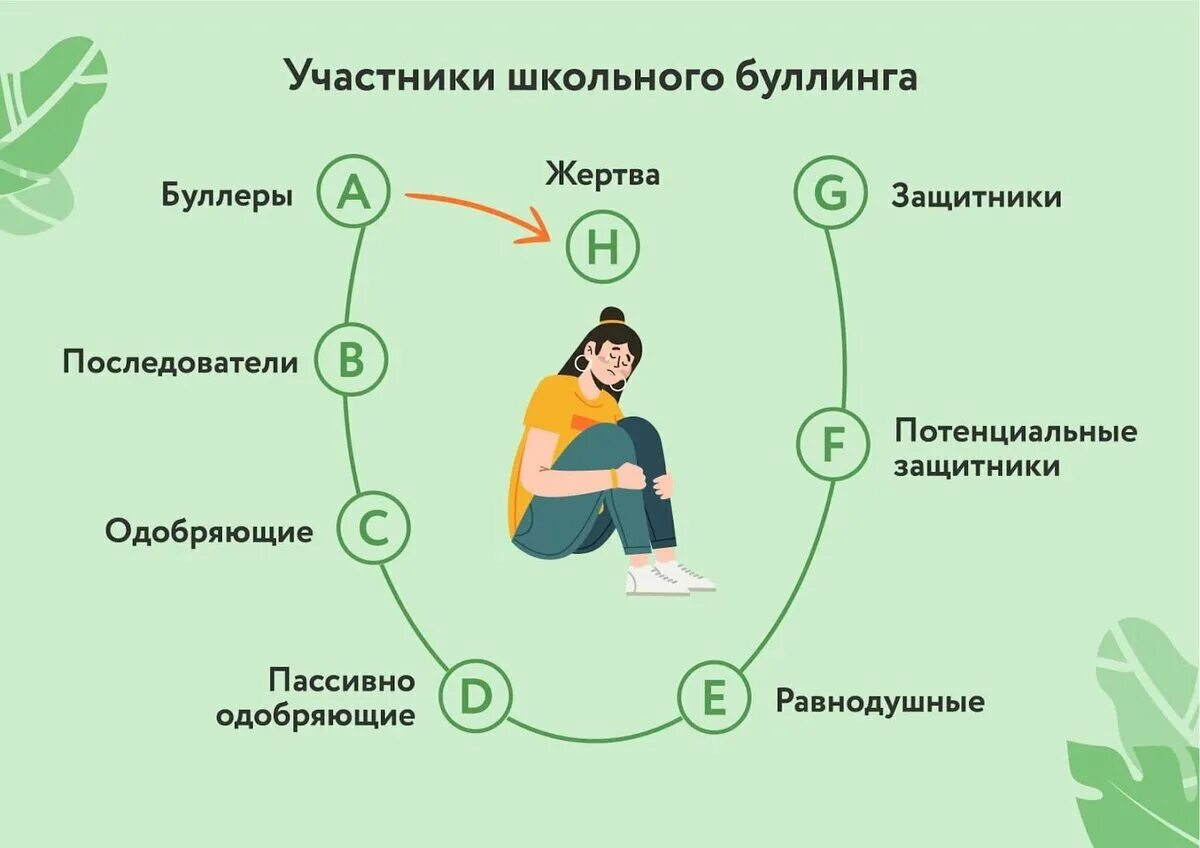 Участники школьного буллинга
Буллеры
A
Жертва
H
G
Защитники
Последователи
B
F
Потенциальные
защитники
Одобряющие
C
Пассивно
одобряющие
D
E
Равнодушные